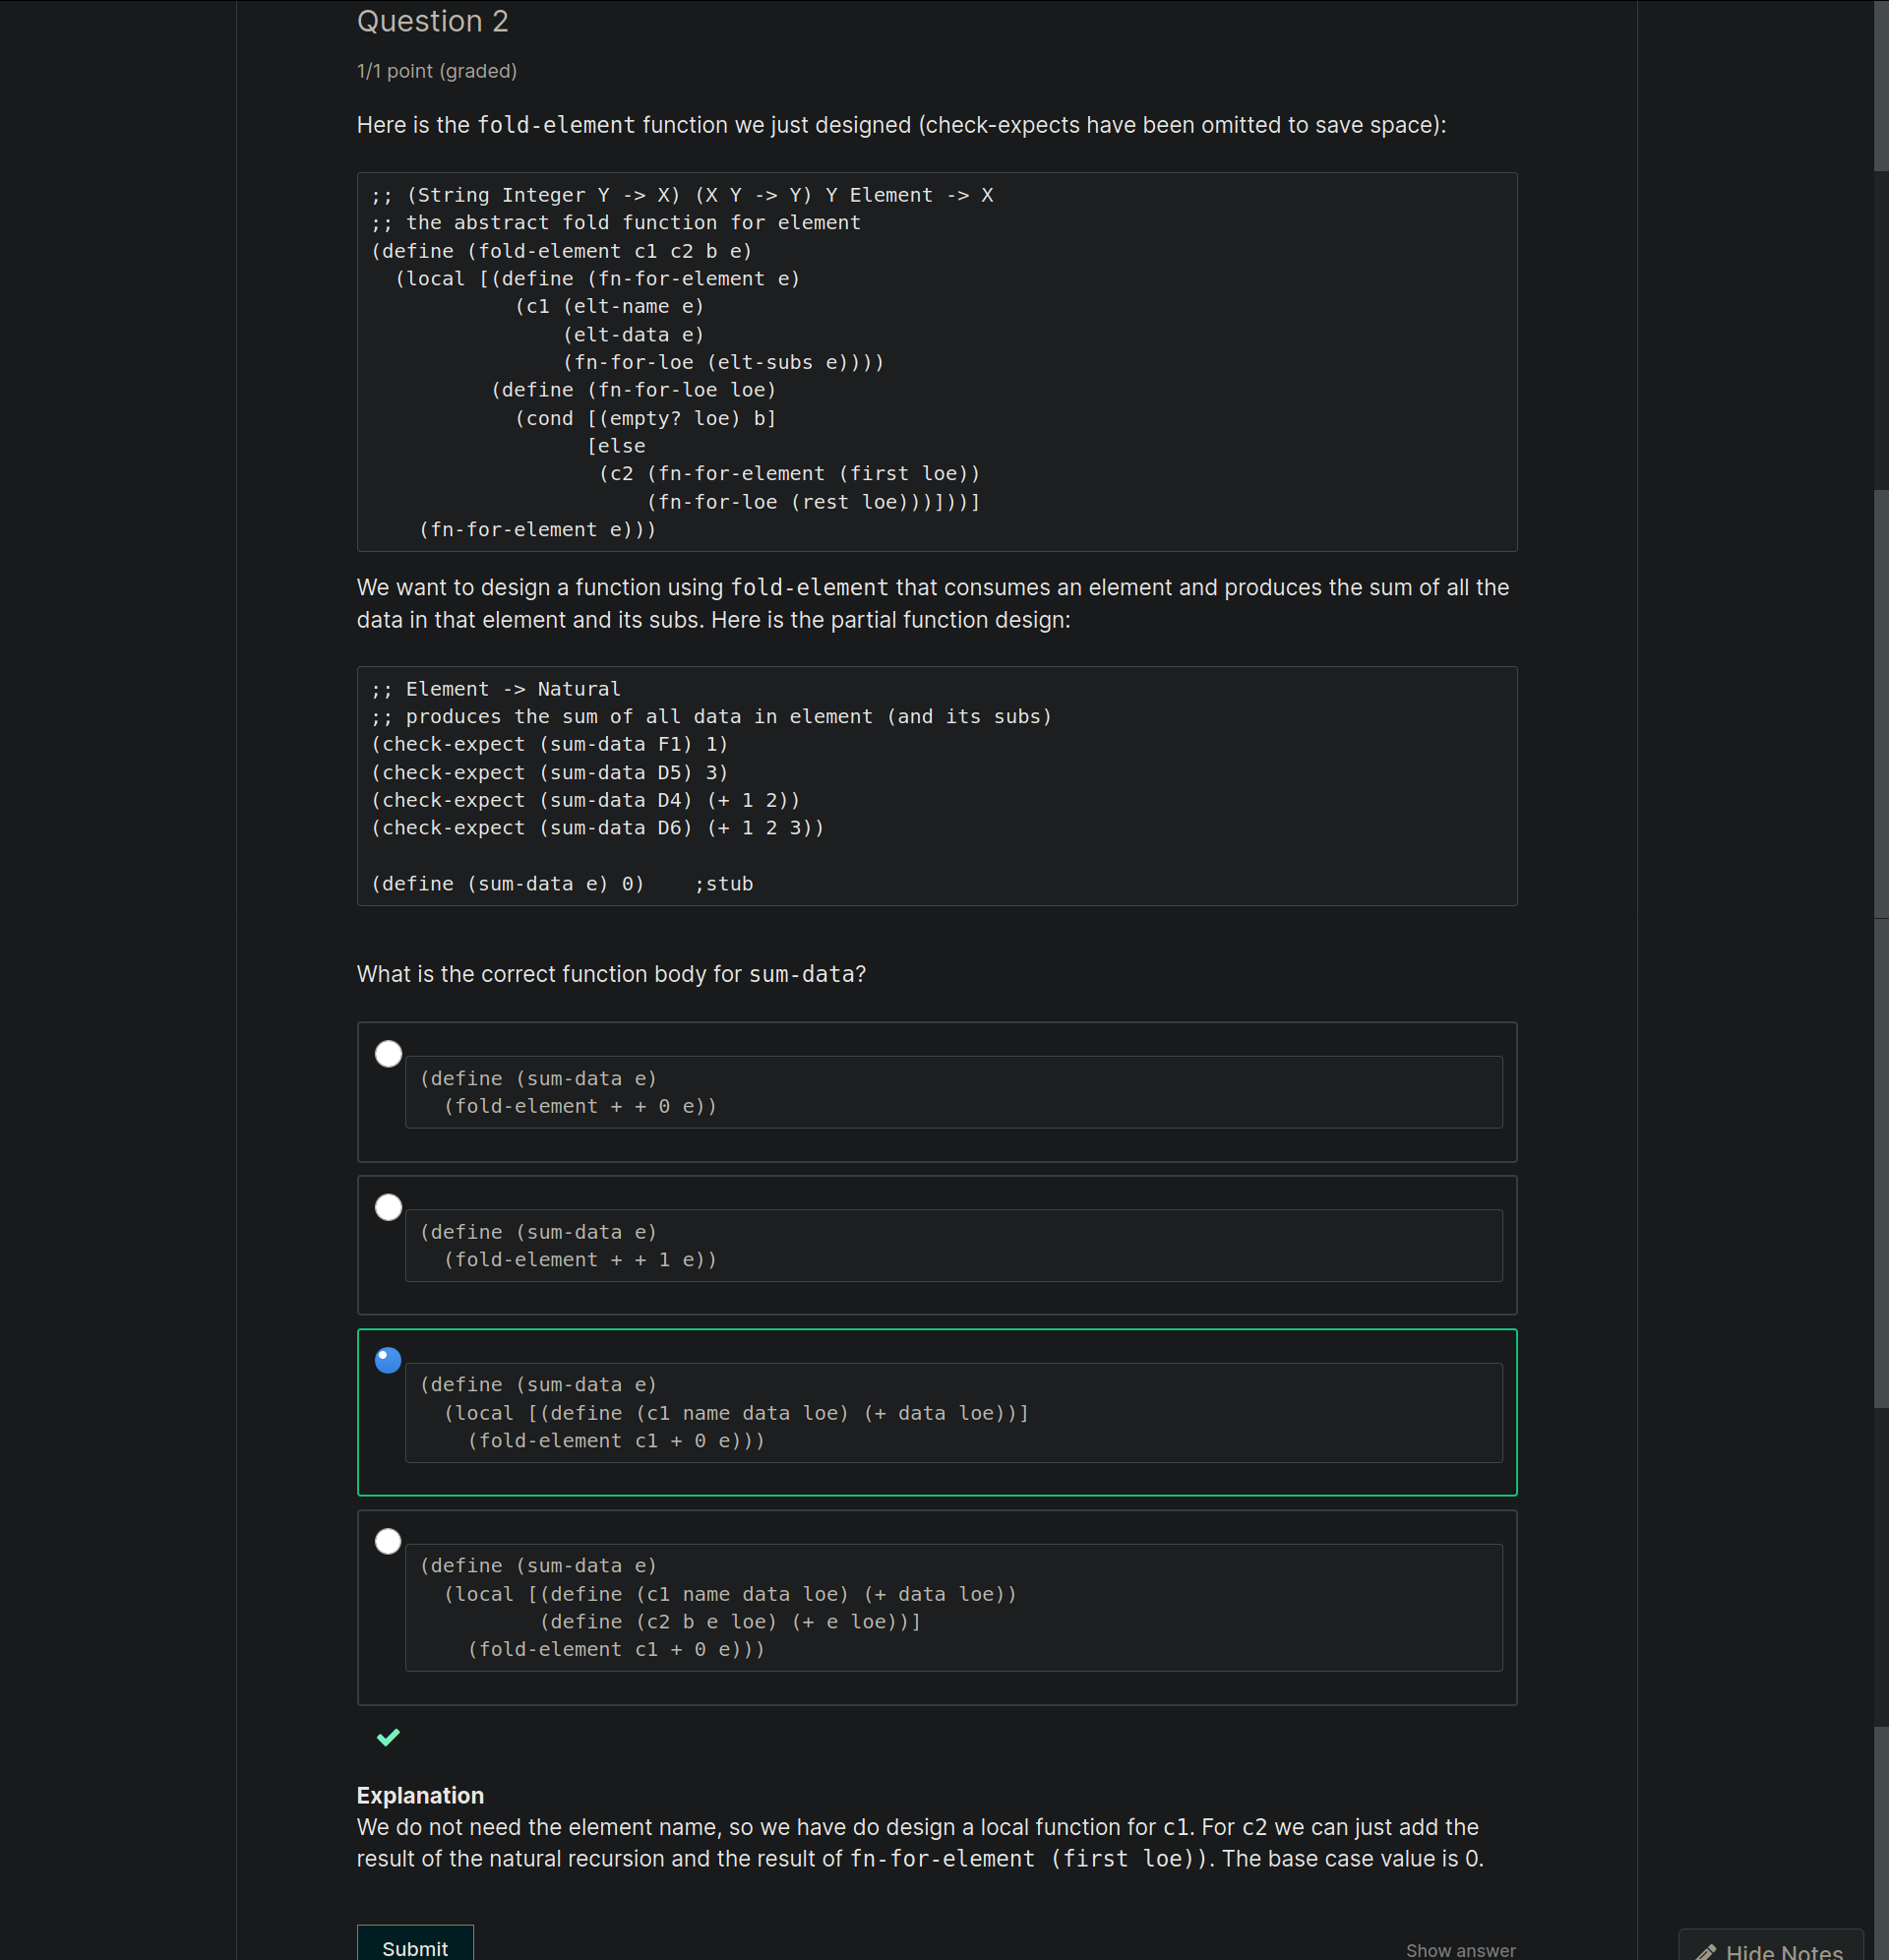 Question 2
1/1 point (graded)
Here is the fold-element function we just designed (check-expects have been omitted to save space):
;; (String Integer Y -> X) (X Y -> Y) Y Element -> X
;; the abstract fold function for element
(define (fold-element c1 c2 b e)
  (local [(define (fn-for-element e)
            (c1 (elt-name e)
                (elt-data e)
                (fn-for-loe (elt-subs e))))
          (define (fn-for-loe loe)
            (cond [(empty? loe) b]
                  [else
                   (c2 (fn-for-element (first loe))
                       (fn-for-loe (rest loe)))]))]
    (fn-for-element e)))
We want to design a function using fold-element that consumes an element and produces the sum of all the
data in that element and its subs. Here is the partial function design:
;; Element -> Natural
;; produces the sum of all data in element (and its subs)
(check-expect (sum-data F1) 1)
(check-expect (sum-data D5) 3)
(check-expect (sum-data D4) (+ 1 2))
(check-expect (sum-data D6) (+ 1 2 3))
(define (sum-data e) 0)    ;stub
What is the correct function body for sum-data?
(define (sum-data e)
  (fold-element + + 0 e))
(define (sum-data e)
  (fold-element + + 1 e))
(define (sum-data e)
  (local [(define (c1 name data loe) (+ data loe))]
    (fold-element c1 + 0 e)))
(define (sum-data e)
  (local [(define (c1 name data loe) (+ data loe))
          (define (c2 b e loe) (+ e loe))]
    (fold-element c1 + 0 e)))
Explanation
We do not need the element name, so we have do design a local function for c1. For c2 we can just add the
result of the natural recursion and the result of fn-for-element (first loe)). The base case value is 0.
Submit
Show answer
Hide Notes